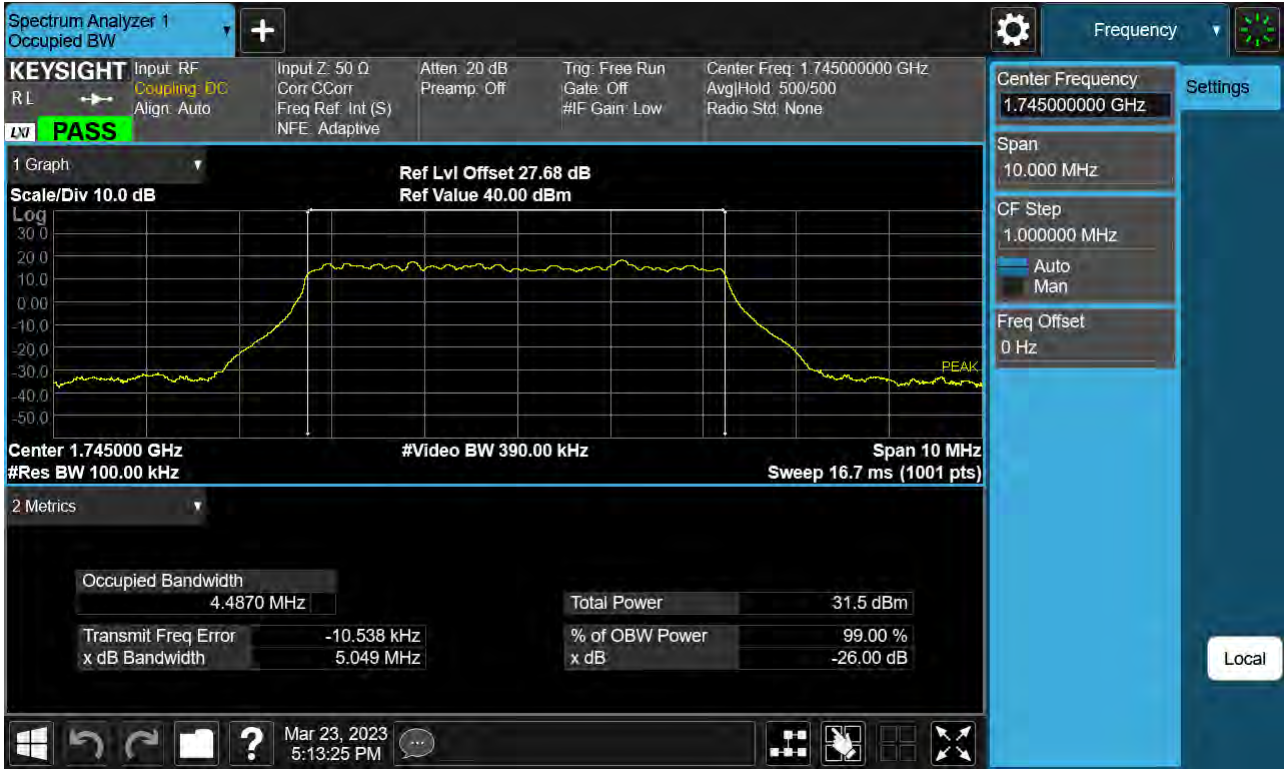 Spectrum Analyzer 1
Occupied BW
+
Frequency
KEYSIGHT
R L
LXI PASS
Input: RF
Coupling: DC
Align: Auto
Input Z: 50 Ω
Corr CCorr
Freq Ref: Int (S)
NFE: Adaptive
Atten: 20 dB
Preamp: Off
Trig: Free Run
Gate: Off
#IF Gain: Low
Center Freq: 1.745000000 GHz
Avg|Hold: 500/500
Radio Std: None
1 Graph
Scale/Div 10.0 dB
Ref Lvl Offset 27.68 dB
Ref Value 40.00 dBm
Log
30.0
20.0
10.0
0.00
-10.0
-20.0
-30.0
-40.0
-50.0
PEAK
Center 1.745000 GHz
#Video BW 390.00 kHz
Span 10 MHz
#Res BW 100.00 kHz
Sweep 16.7 ms (1001 pts)
2 Metrics
Occupied Bandwidth
4.4870 MHz
Total Power 31.5 dBm
Transmit Freq Error -10.538 kHz
% of OBW Power 99.00 %
x dB Bandwidth 5.049 MHz
x dB -26.00 dB
?
Mar 23, 2023
5:13:25 PM
Center Frequency
1.745000000 GHz
Settings
Span
10.000 MHz
CF Step
1.000000 MHz
Auto
Man
Freq Offset
0 Hz
Local